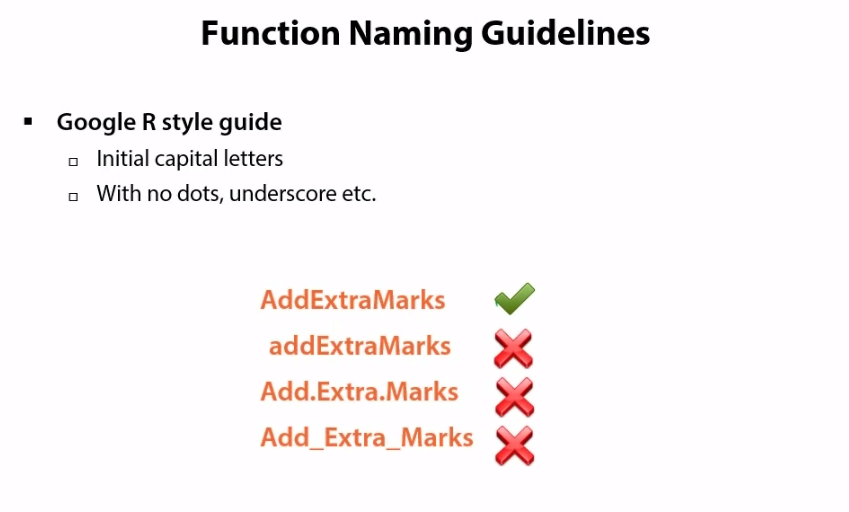 Function Naming Guidelines
Google R style guide
Initial capital letters
With no dots, underscore etc.
AddExtraMarks
addExtraMarks
Add.Extra.Marks
Add_Extra_Marks